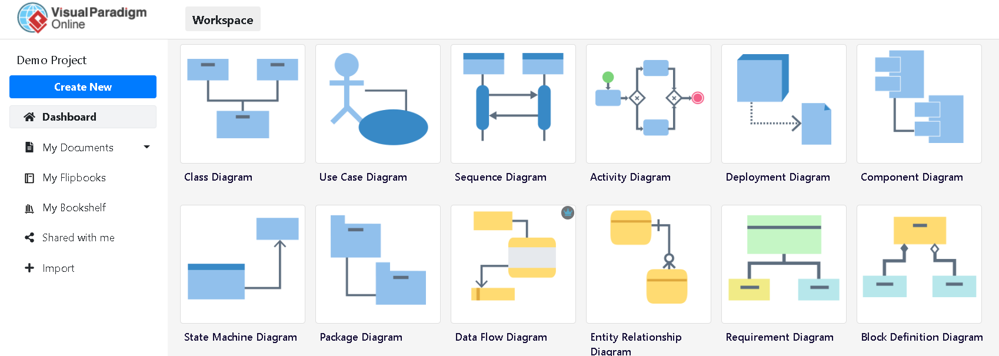 Visual Paradigm
Online
Workspace
Demo Project
Create New
Dashboard
My Documents
My Flipbooks
My Bookshelf
Shared with me
Import
Class Diagram
Use Case Diagram
Sequence Diagram
Activity Diagram
Deployment Diagram
Component Diagram
State Machine Diagram
Package Diagram
Data Flow Diagram
Entity Relationship
Diagram
Requirement Diagram
Block Definition Diagram